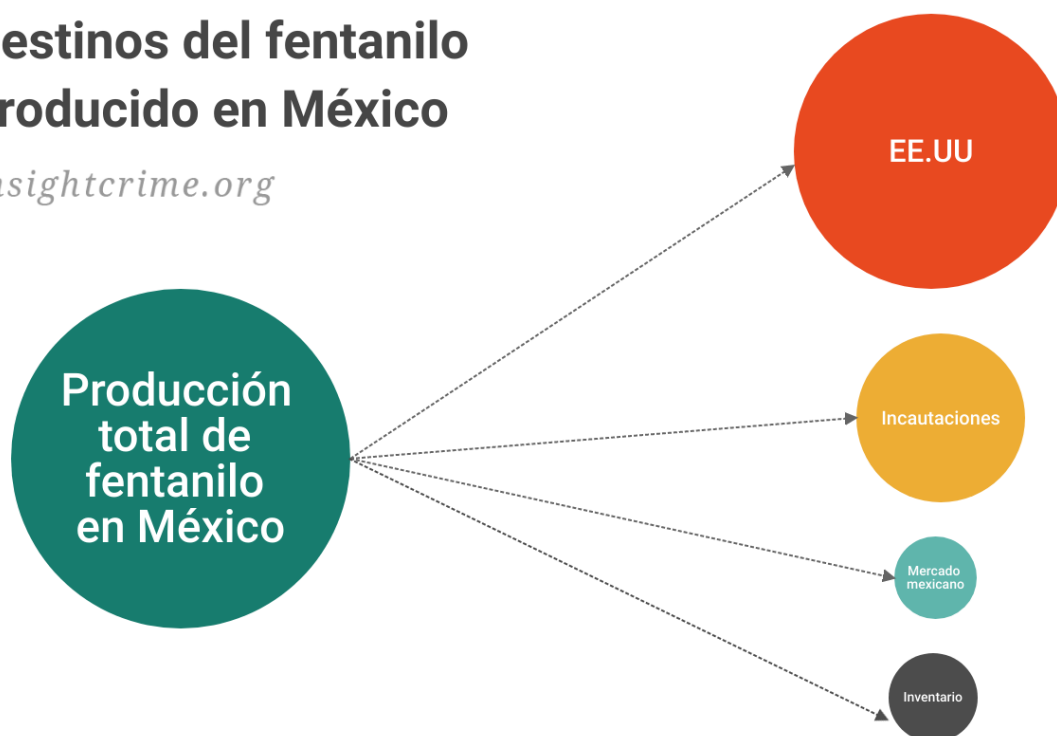 estinos del fentanilo
roducido en México
nsightcrime.org
EE.UU
Producción
total de
fentanilo
en México
Incautaciones
Mercado
mexicano
Inventario